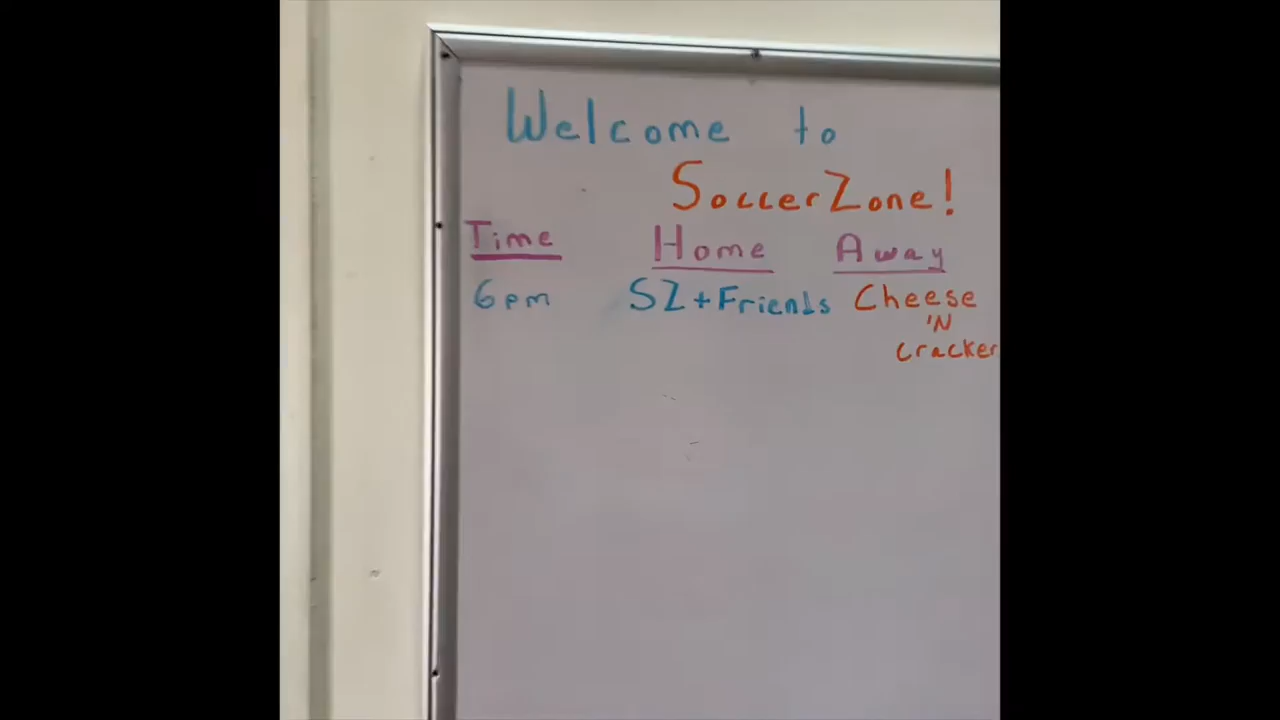 Welcome to
SoccerZone!
Time Home Away
6pm SZ+Friends Cheese
'N
Cracker